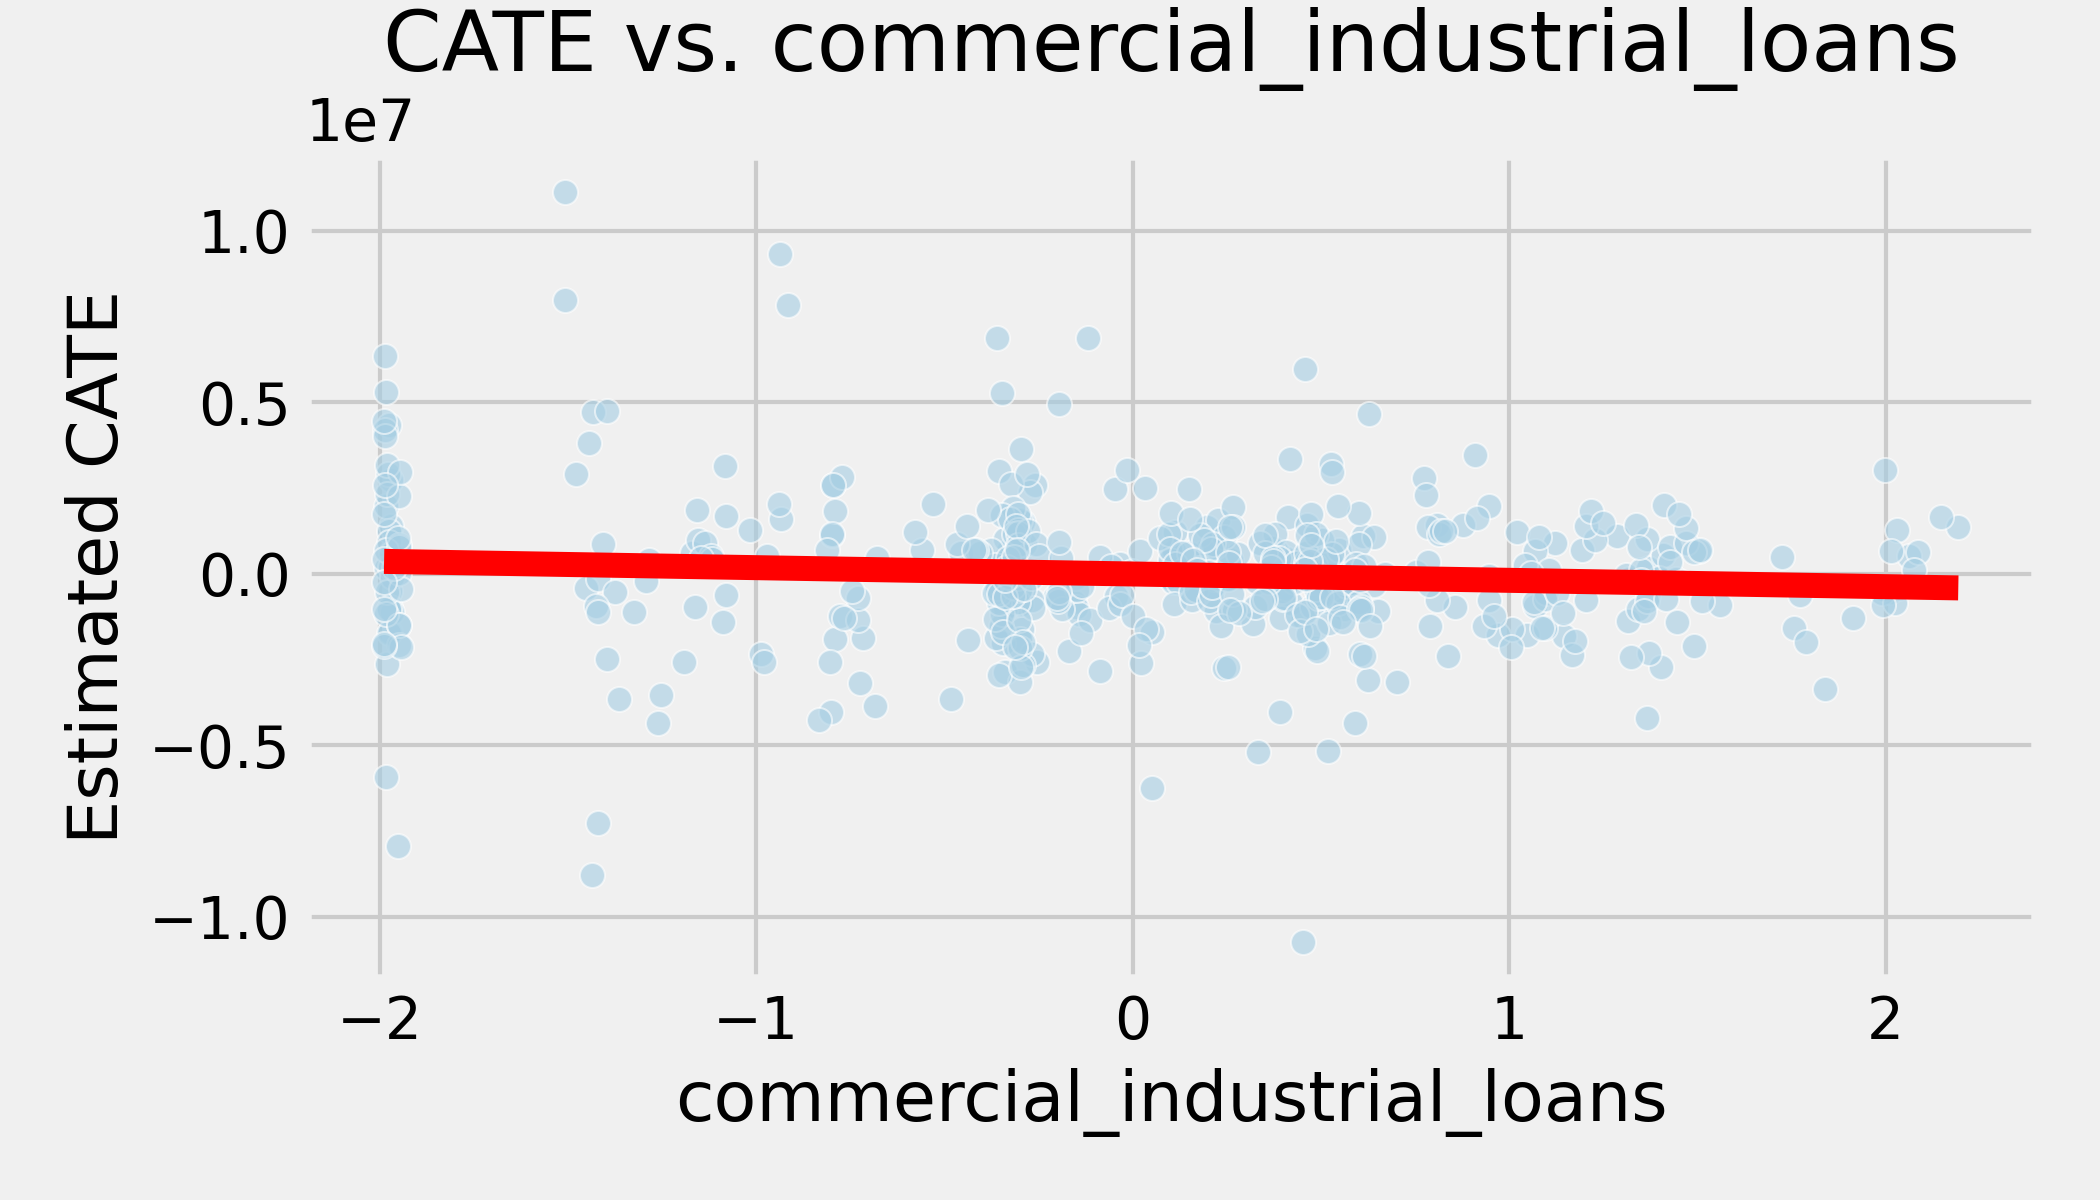 CATE vs. commercial_industrial_loans
1e7
1.0
0.5
0.0
−0.5
−1.0
Estimated CATE
−2 −1 0 1 2
commercial_industrial_loans